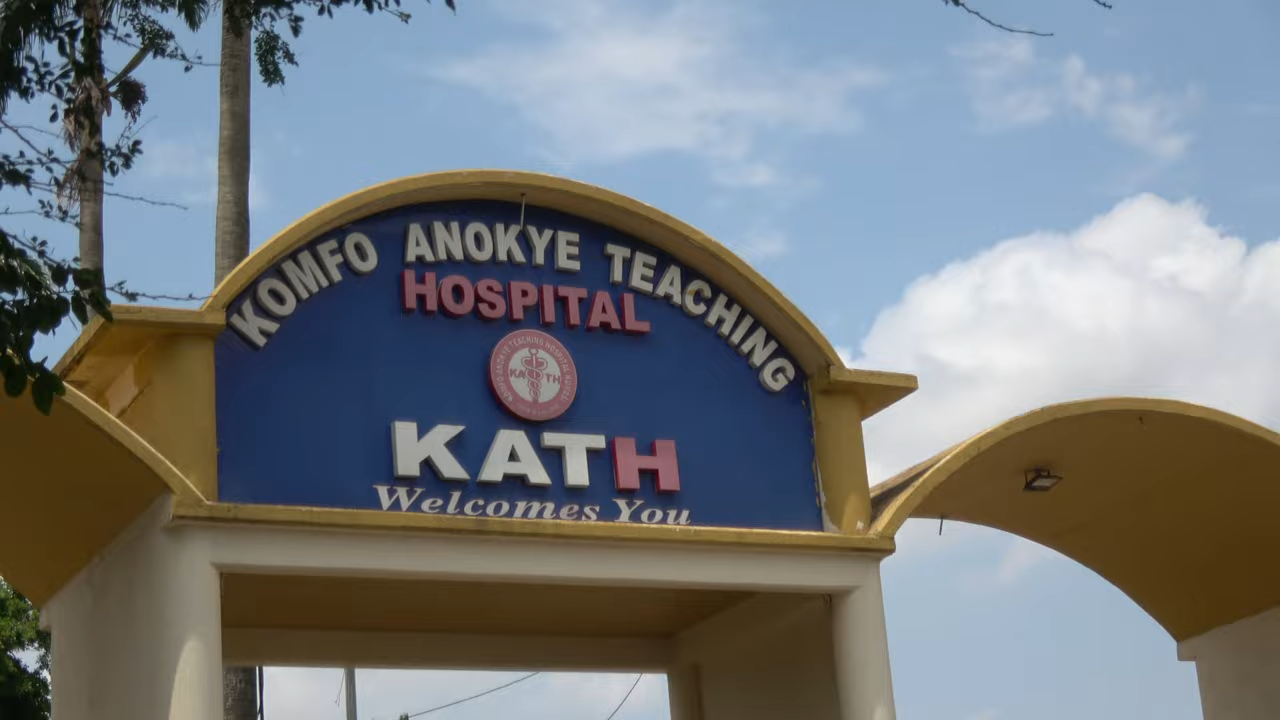 KOMFO ANOKYE TEACHING
HOSPITAL
KATH
KATH
Welcomes You